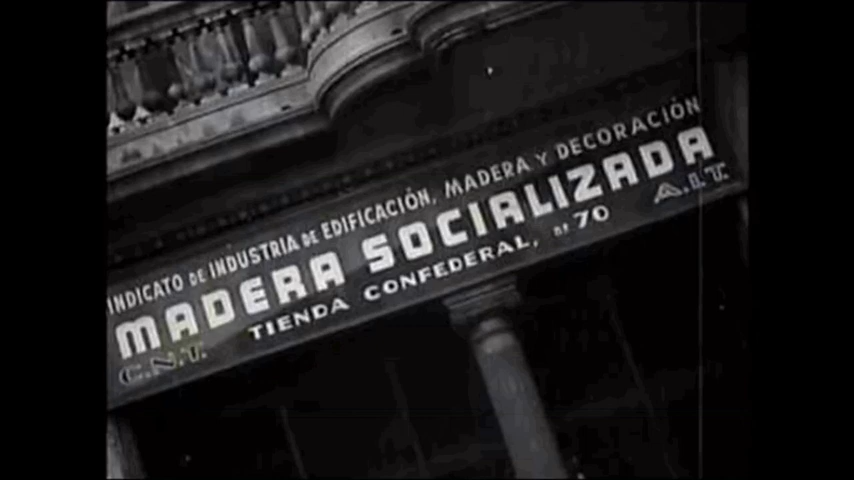 INDICATO DE INDUSTRIA DE EDIFICACIÓN, MADERA Y DECORACIÓN
MADERA SOCIALIZADA
C.N.T. TIENDA CONFEDERAL, Nº 70 A.I.T.